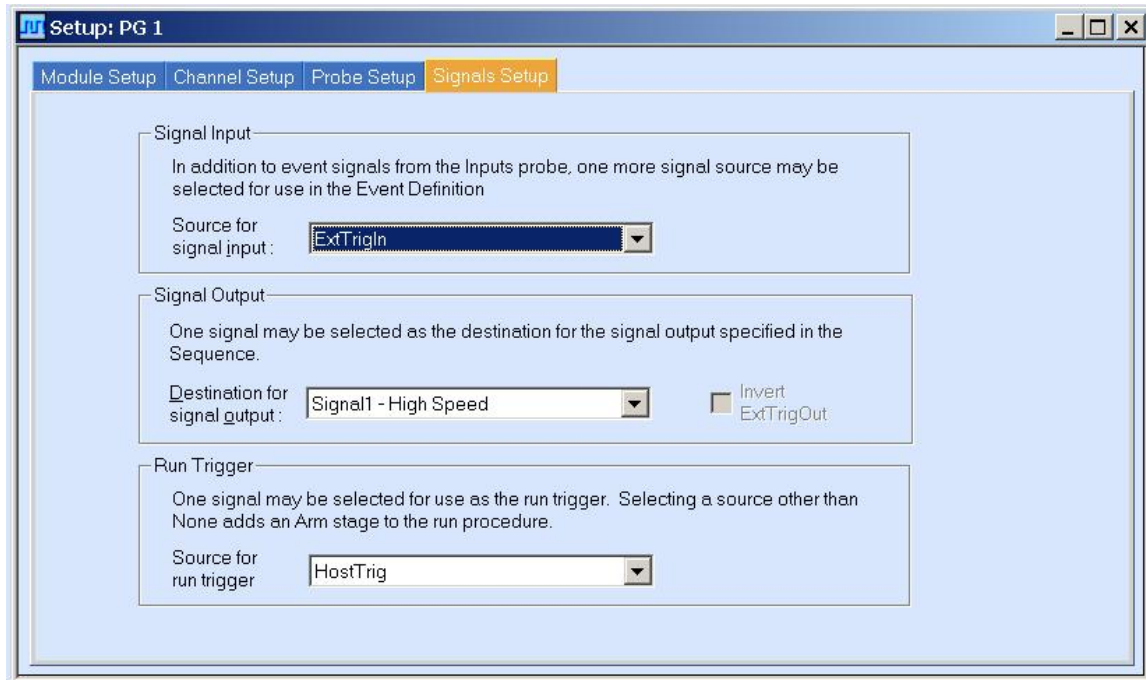 Setup: PG 1
Module Setup Channel Setup Probe Setup Signals Setup
Signal Input
In addition to event signals from the Inputs probe, one more signal source may be
selected for use in the Event Definition
Source for
signal input :
ExtTrigIn
Signal Output
One signal may be selected as the destination for the signal output specified in the
Sequence.
Destination for
signal output :
Signal1 - High Speed
Invert
ExtTrigOut
Run Trigger
One signal may be selected for use as the run trigger. Selecting a source other than
None adds an Arm stage to the run procedure.
Source for
run trigger
HostTrig